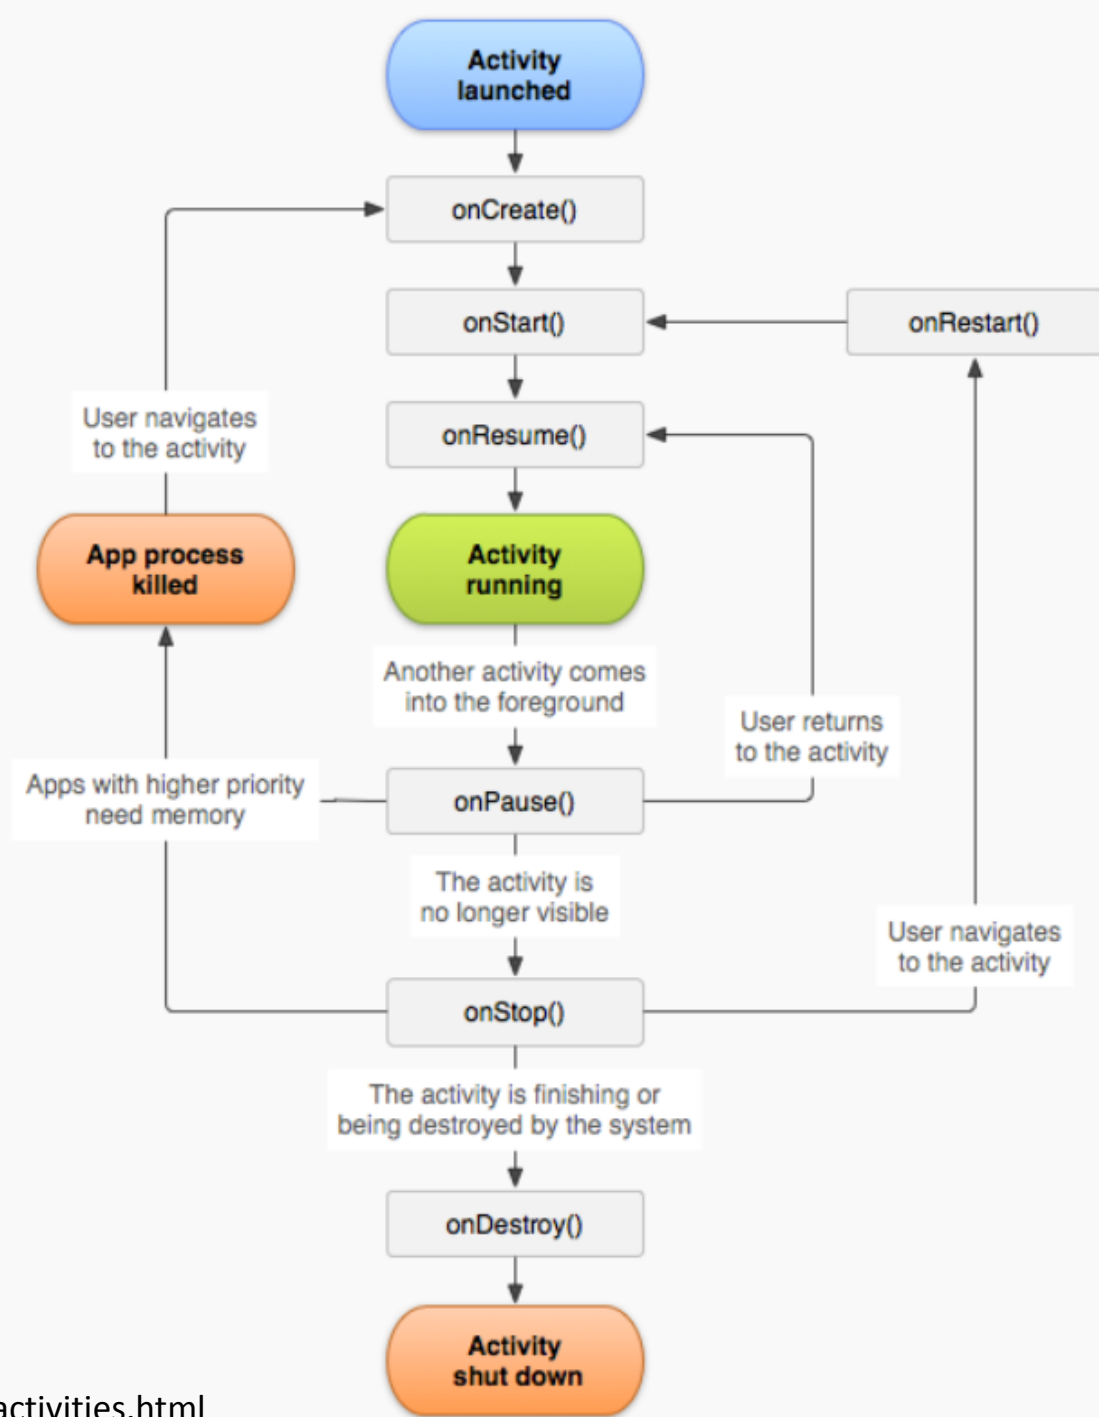 Activity
launched
onCreate()
onStart()
onRestart()
onResume()
User navigates
to the activity
App process
killed
Activity
running
Another activity comes
into the foreground
User returns
to the activity
Apps with higher priority
need memory
onPause()
The activity is
no longer visible
User navigates
to the activity
onStop()
The activity is finishing or
being destroyed by the system
onDestroy()
Activity
shut down
activities.html